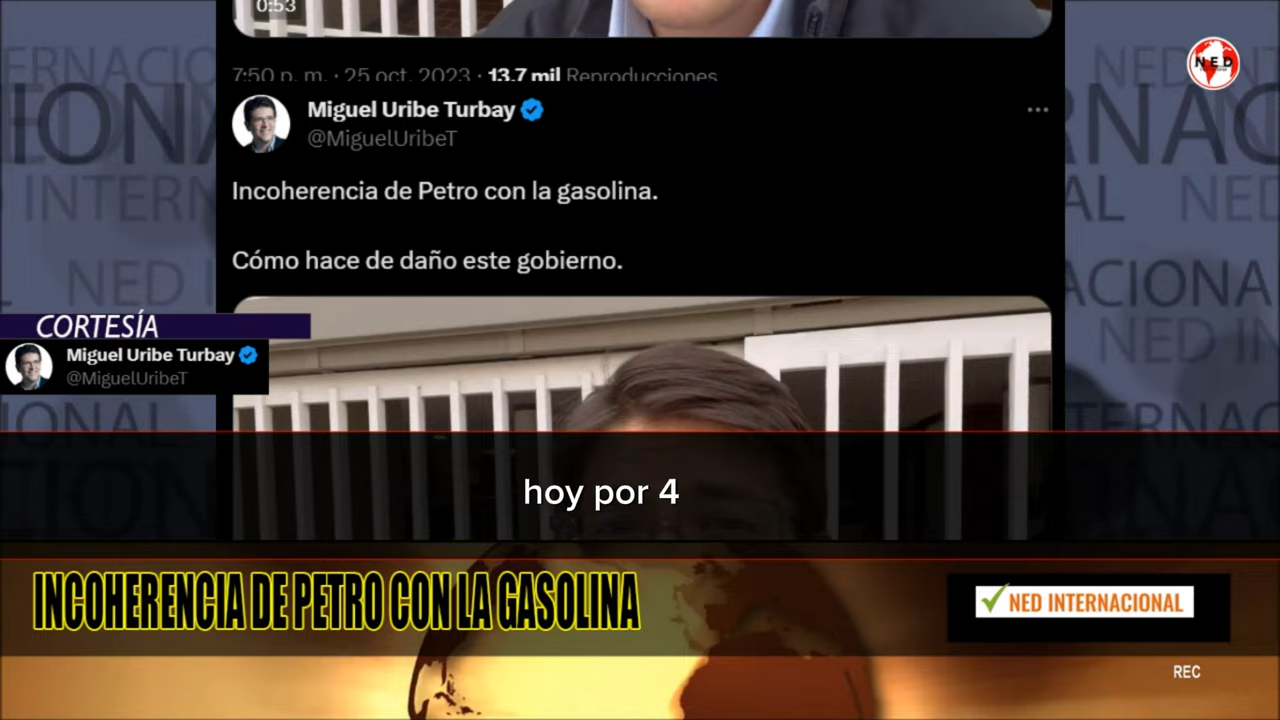 0:53
7:50 p. m. · 25 oct. 2023 · 13,7 mil Reproducciones
NED
Miguel Uribe Turbay
@MiguelUribeT
Incoherencia de Petro con la gasolina.
Cómo hace de daño este gobierno.
CORTESÍA
Miguel Uribe Turbay
@MiguelUribeT
hoy por 4
INCOHERENCIA DE PETRO CON LA GASOLINA
NED INTERNACIONAL
REC